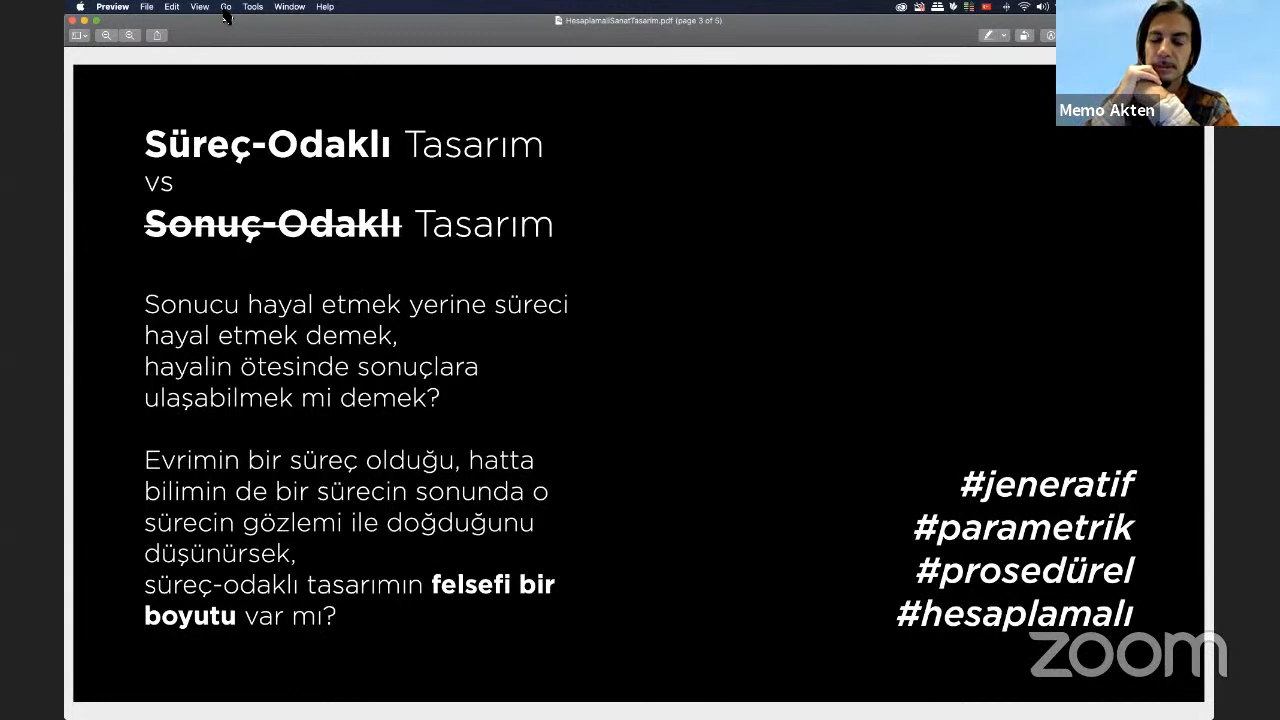 Preview File Edit View Go Tools Window Help
HesaplamaliSanatTasarim.pdf (page 3 of 5)
Memo Akten
Süreç-Odaklı Tasarım
vs
Sonuç-Odaklı Tasarım
Sonucu hayal etmek yerine süreci
hayal etmek demek,
hayalin ötesinde sonuçlara
ulaşabilmek mi demek?
Evrimin bir süreç olduğu, hatta
bilimin de bir sürecin sonunda o
sürecin gözlemi ile doğduğunu
düşünürsek,
süreç-odaklı tasarımın felsefi bir
boyutu var mı?
#jeneratif
#parametrik
#prosedürel
#hesaplamalı
zoom